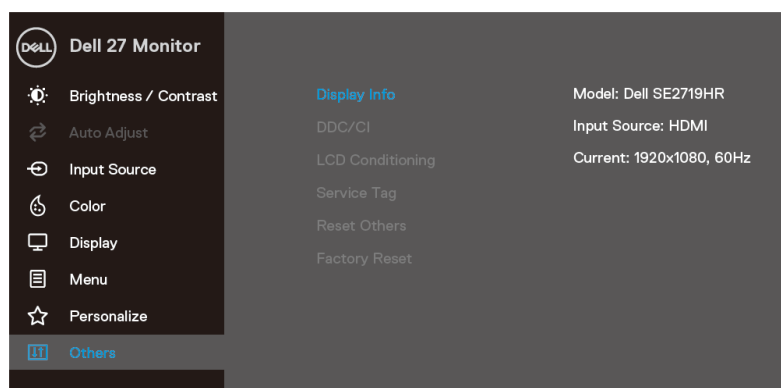 DELL
Dell 27 Monitor
Brightness / Contrast
Auto Adjust
Input Source
Color
Display
Menu
Personalize
Others
Display Info
DDC/CI
LCD Conditioning
Service Tag
Reset Others
Factory Reset
Model: Dell SE2719HR
Input Source: HDMI
Current: 1920x1080, 60Hz